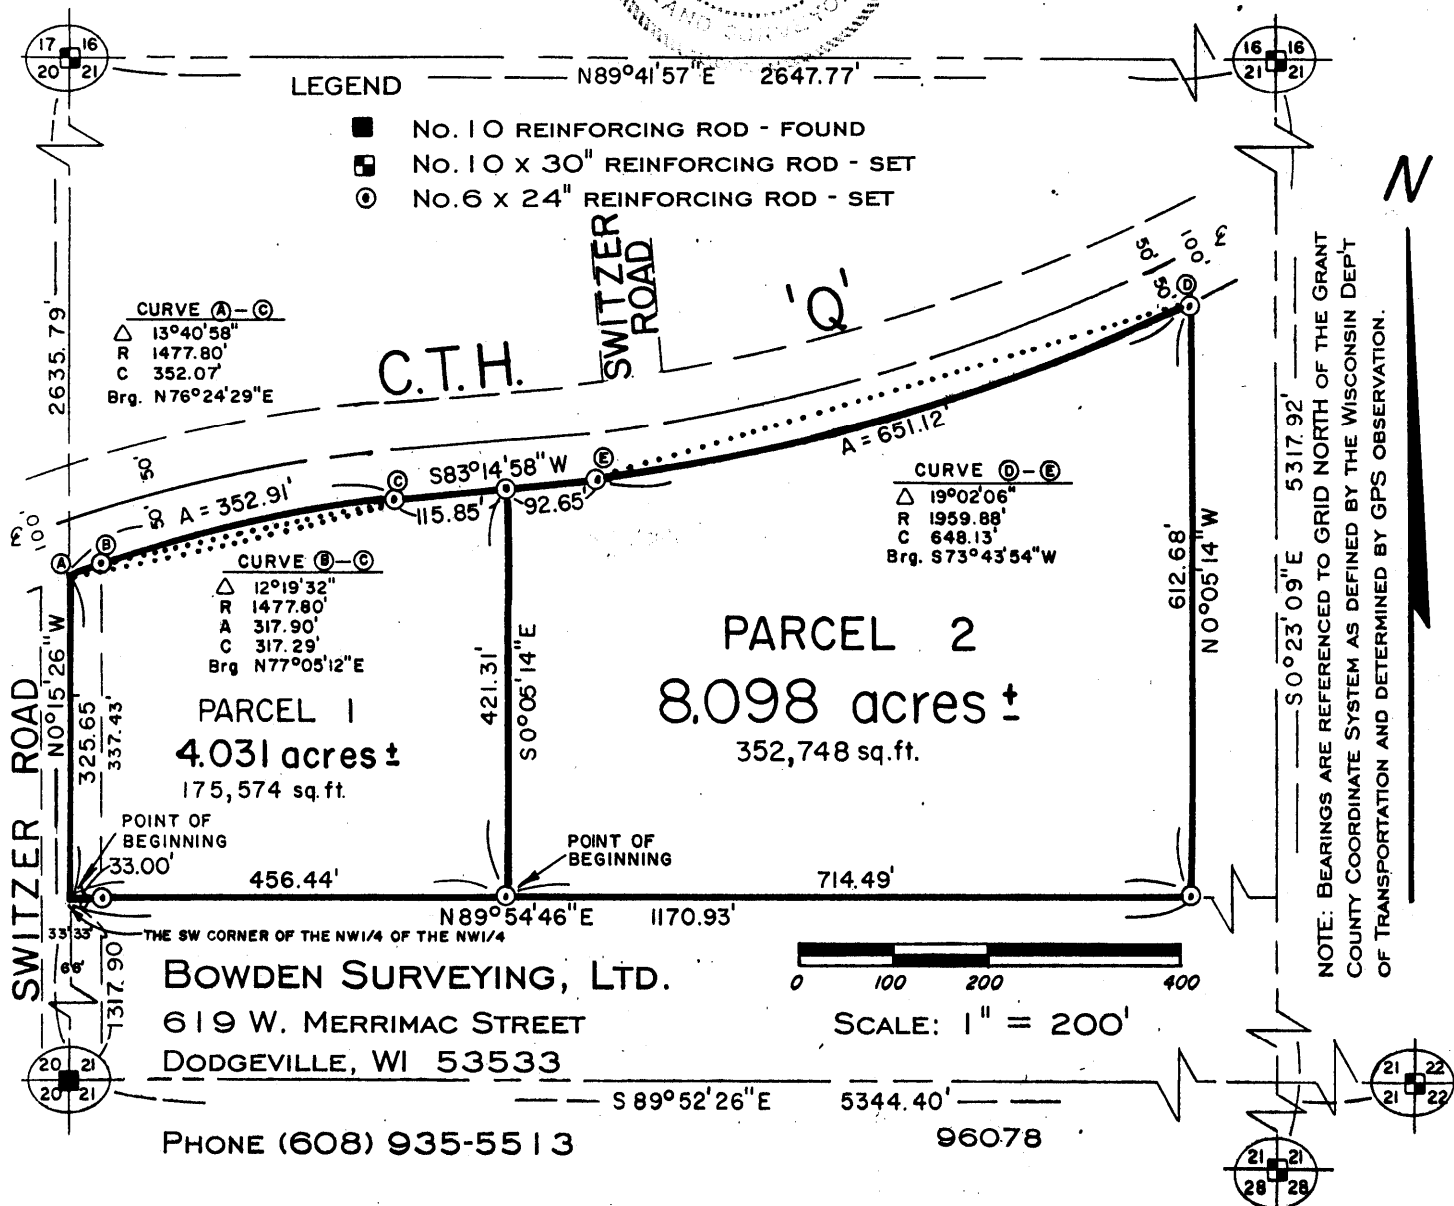 LAND SURVEYO
17 16
20 21
16 16
21 21
N89°41'57"E 2647.77'
LEGEND
No. 10 REINFORCING ROD - FOUND
No. 10 x 30" REINFORCING ROD - SET
No. 6 x 24" REINFORCING ROD - SET
N
2635.79'
SWITZER
ROAD
'Q'
C.T.H.
50'
100'
50'
℄
D
CURVE A-C
Δ 13°40'58"
R 1477.80'
C 352.07'
Brg. N76°24'29"E
50'
50'
℄
100'
A = 352.91'
S83°14'58"W
115.85'
92.65'
A = 651.12'
A
B
C
E
CURVE D-E
Δ 19°02'06"
R 1959.88'
C 648.13'
Brg. S73°43'54"W
CURVE B-C
Δ 12°19'32"
R 1477.80'
A 317.90'
C 317.29'
Brg N77°05'12"E
SWITZER ROAD
N0°15'26"W
325.65
337.43'
PARCEL 1
4.031 acres ±
175,574 sq.ft.
421.31'
S0°05'14"E
PARCEL 2
8.098 acres ±
352,748 sq.ft.
612.68'
N0°05'14"W
S0°23'09"E 5317.92'
NOTE: BEARINGS ARE REFERENCED TO GRID NORTH OF THE GRANT
COUNTY COORDINATE SYSTEM AS DEFINED BY THE WISCONSIN DEP'T
OF TRANSPORTATION AND DETERMINED BY GPS OBSERVATION.
POINT OF
BEGINNING
33.00'
456.44'
POINT OF
BEGINNING
714.49'
N89°54'46"E 1170.93'
33' 33'
66'
THE SW CORNER OF THE NW1/4 OF THE NW1/4
1317.90
BOWDEN SURVEYING, LTD.
619 W. MERRIMAC STREET
DODGEVILLE, WI 53533
0 100 200 400
SCALE: 1" = 200'
20 21
20 21
S89°52'26"E 5344.40'
PHONE (608) 935-5513
96078
21 22
21 22
21 21
28 28